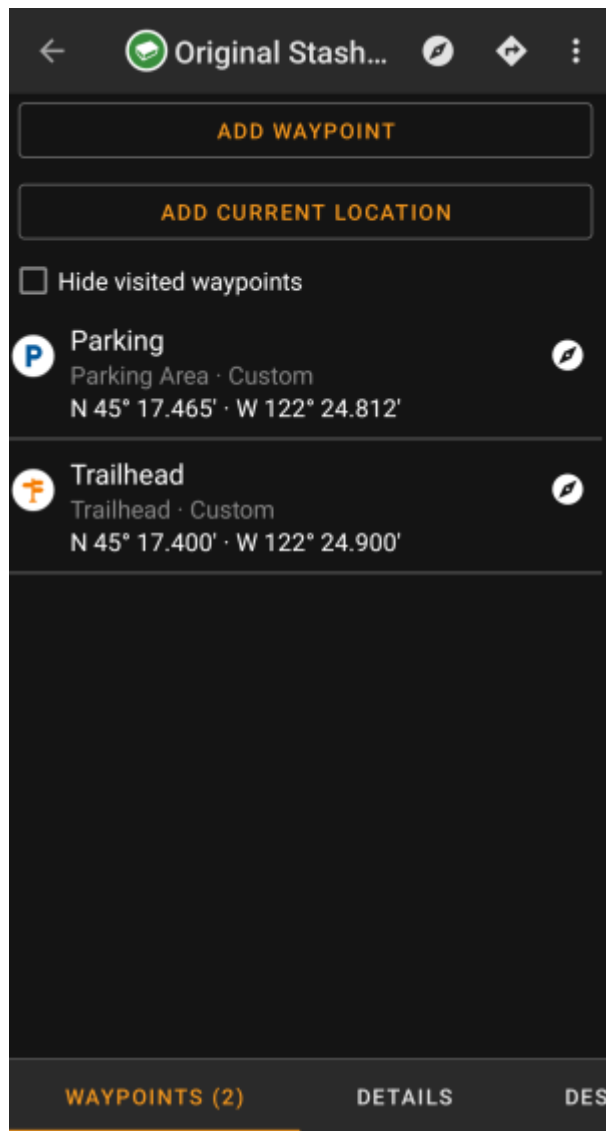 Original Stash...
ADD WAYPOINT
ADD CURRENT LOCATION
Hide visited waypoints
P
Parking
Parking Area · Custom
N 45° 17.465' · W 122° 24.812'
Trailhead
Trailhead · Custom
N 45° 17.400' · W 122° 24.900'
WAYPOINTS (2) DETAILS DES